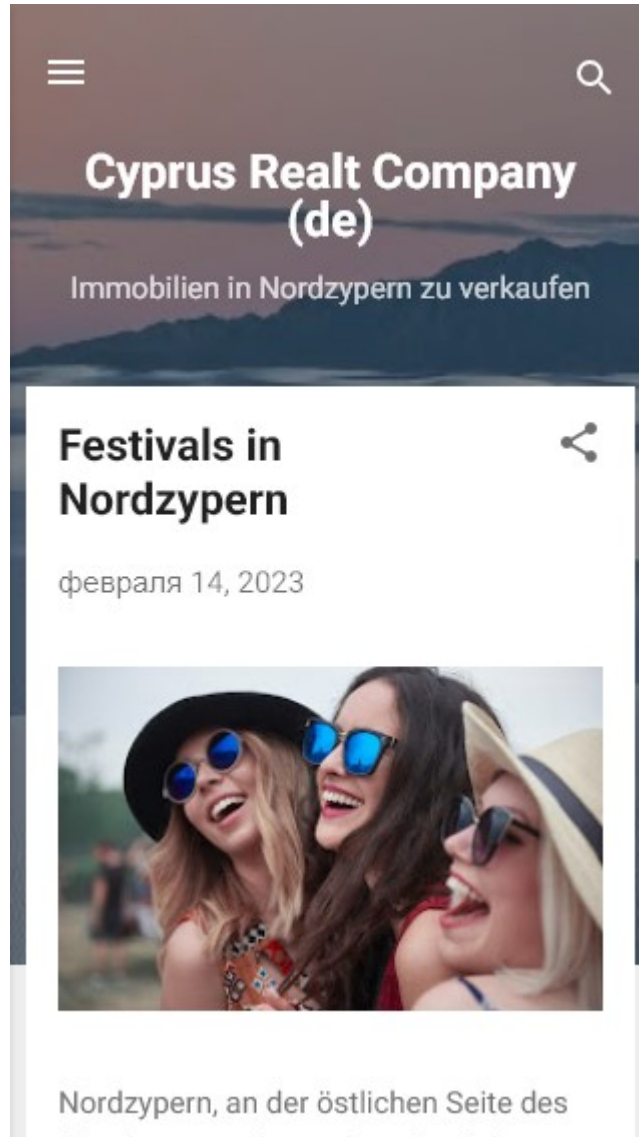 Cyprus Realt Company
(de)
Immobilien in Nordzypern zu verkaufen
Festivals in
Nordzypern
февраля 14, 2023
Nordzypern, an der östlichen Seite des